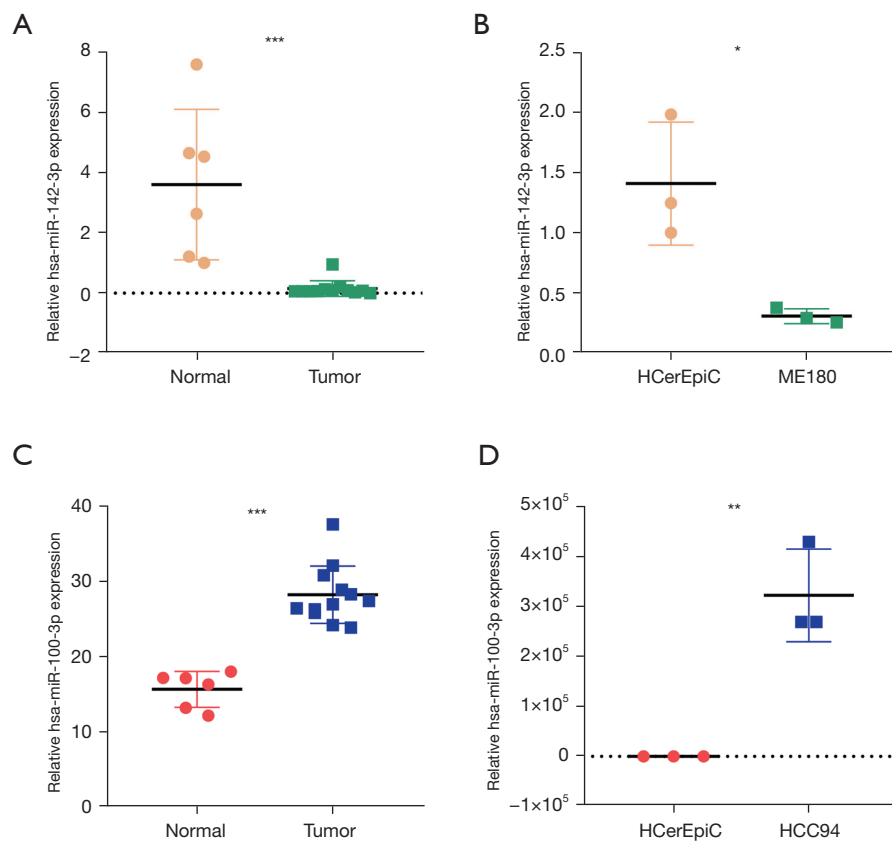 A
***
Relative hsa-miR-142-3p expression
8
6
4
2
0
−2
Normal
Tumor
B
*
Relative hsa-miR-142-3p expression
2.5
2.0
1.5
1.0
0.5
0.0
HCerEpiC
ME180
C
***
Relative hsa-miR-100-3p expression
40
30
20
10
0
Normal
Tumor
D
**
Relative hsa-miR-100-3p expression
5×10⁵
4×10⁵
3×10⁵
2×10⁵
1×10⁵
0
−1×10⁵
HCerEpiC
HCC94